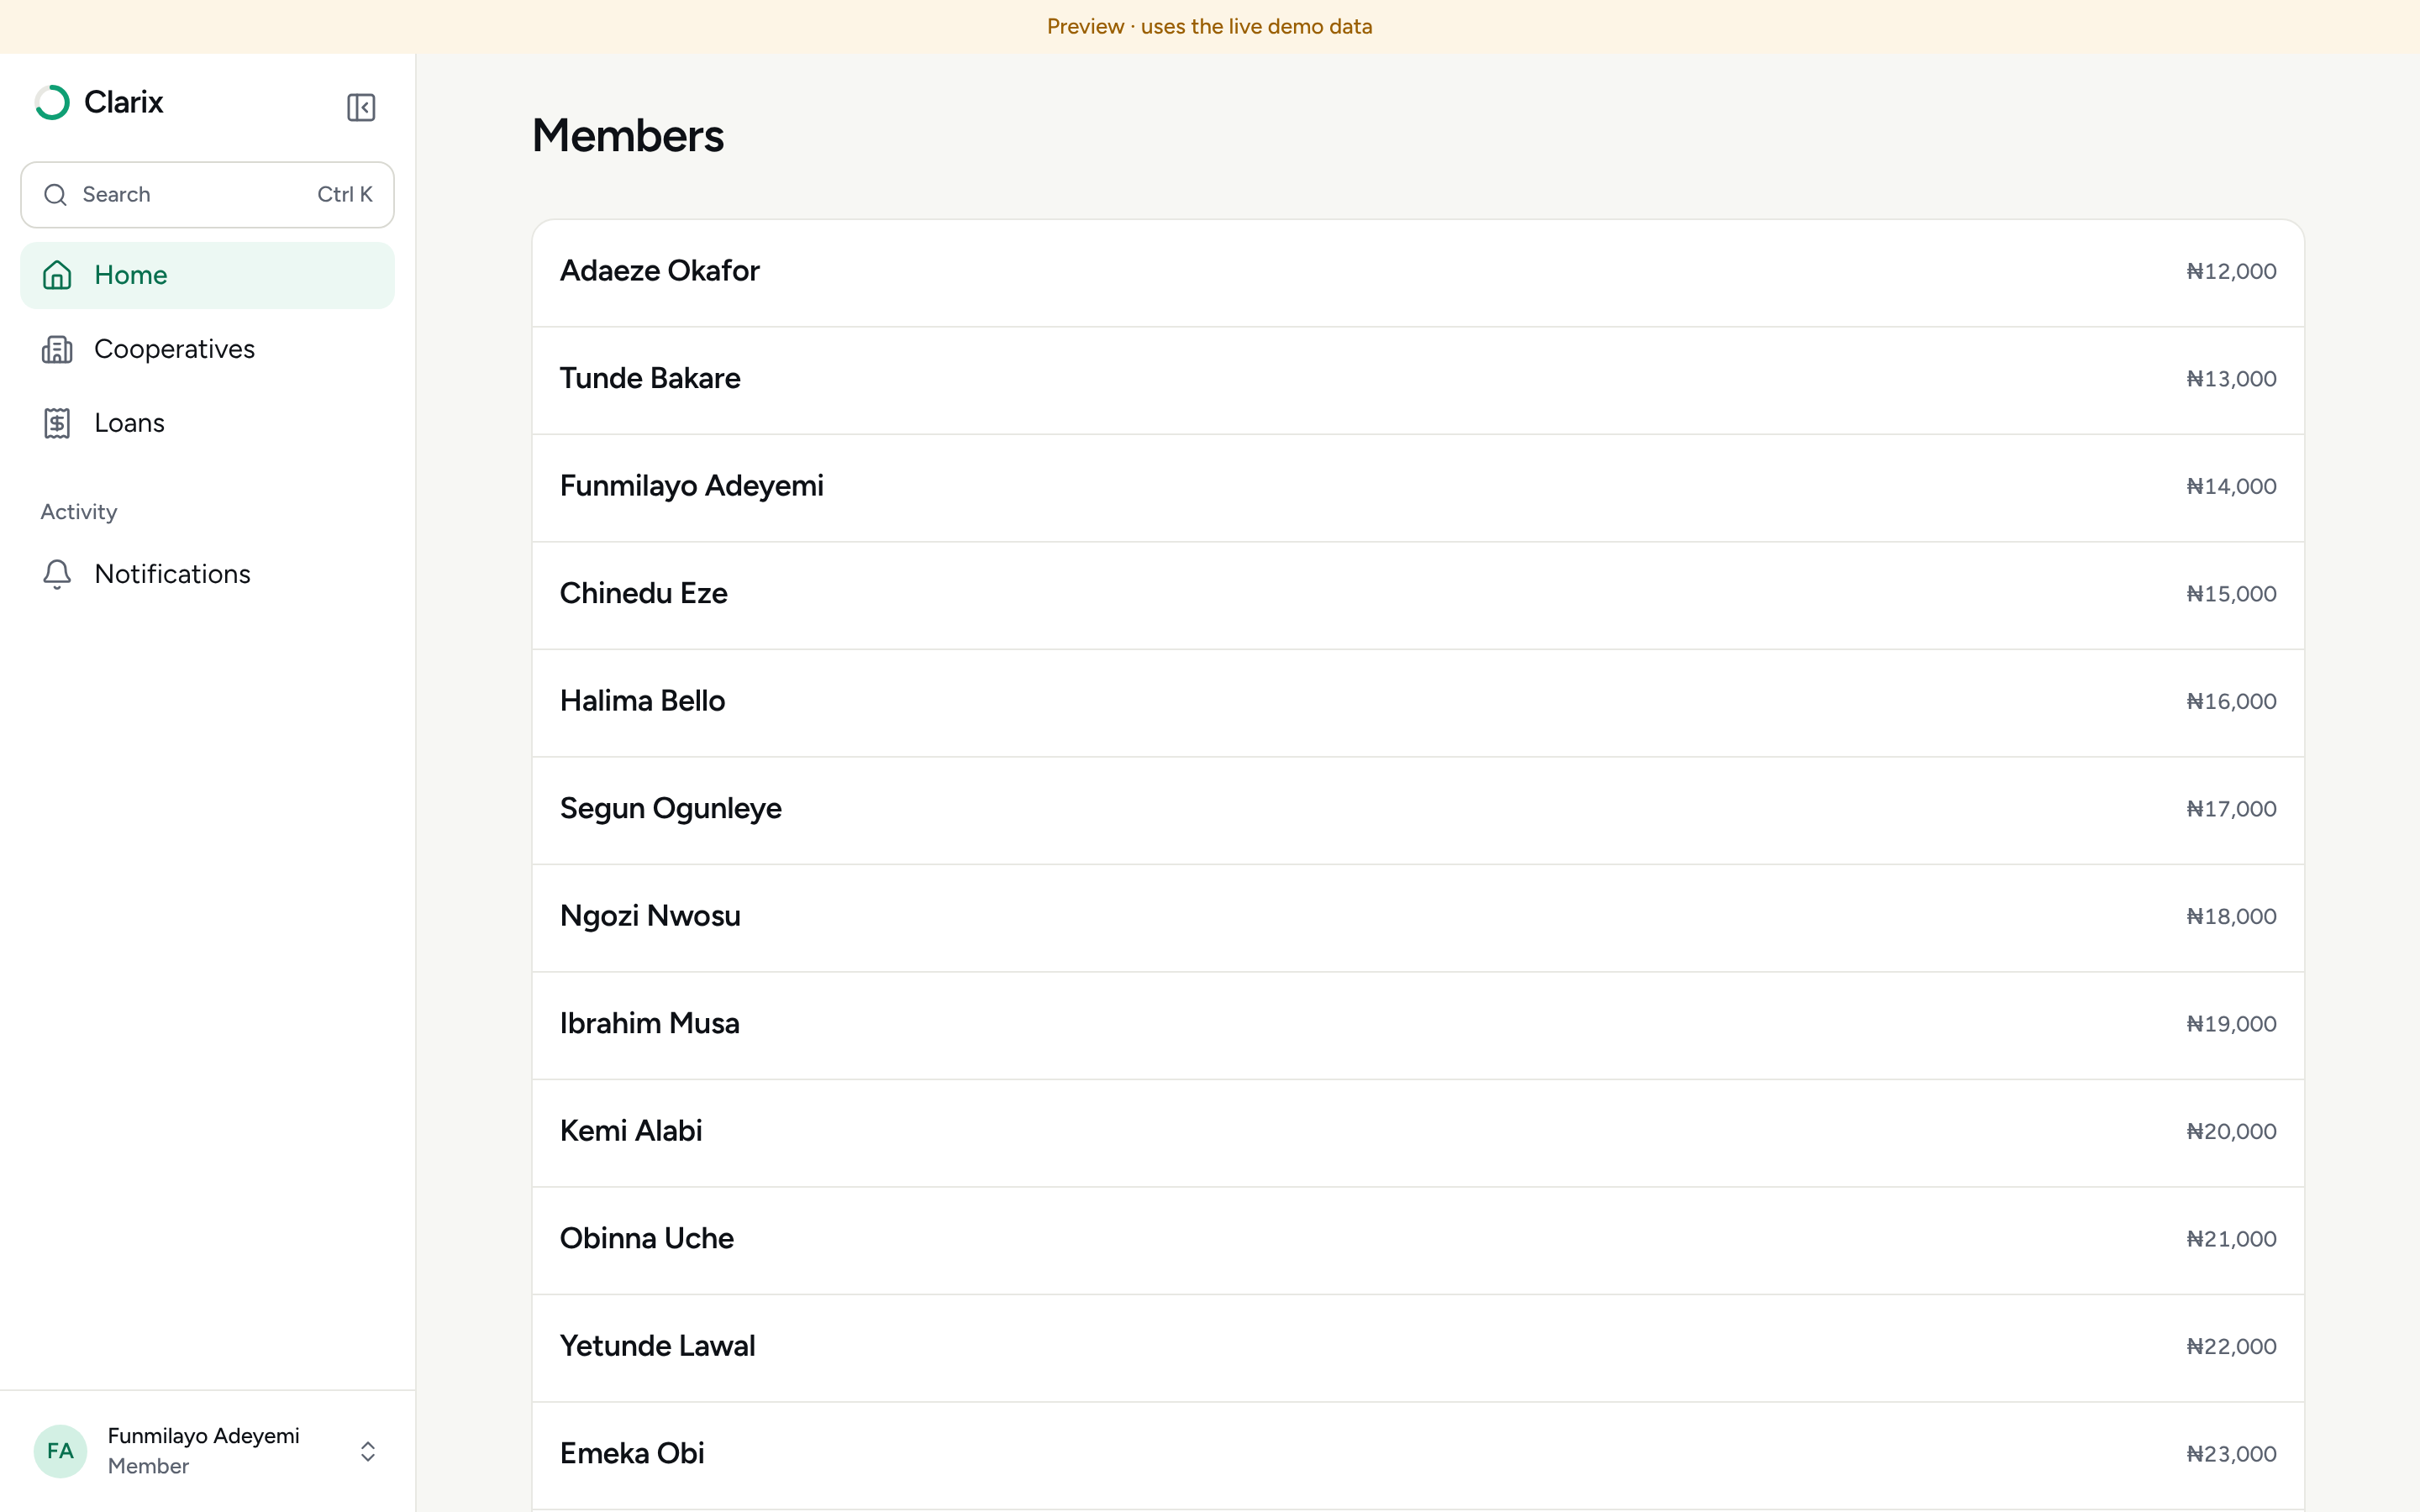 Preview · uses the live demo data
Clarix
Search Ctrl K
Home
Cooperatives
Loans
Activity
Notifications
Funmilayo Adeyemi
FA
Member
Members
Adaeze Okafor ₦12,000
Tunde Bakare ₦13,000
Funmilayo Adeyemi ₦14,000
Chinedu Eze ₦15,000
Halima Bello ₦16,000
Segun Ogunleye ₦17,000
Ngozi Nwosu ₦18,000
Ibrahim Musa ₦19,000
Kemi Alabi ₦20,000
Obinna Uche ₦21,000
Yetunde Lawal ₦22,000
Emeka Obi ₦23,000